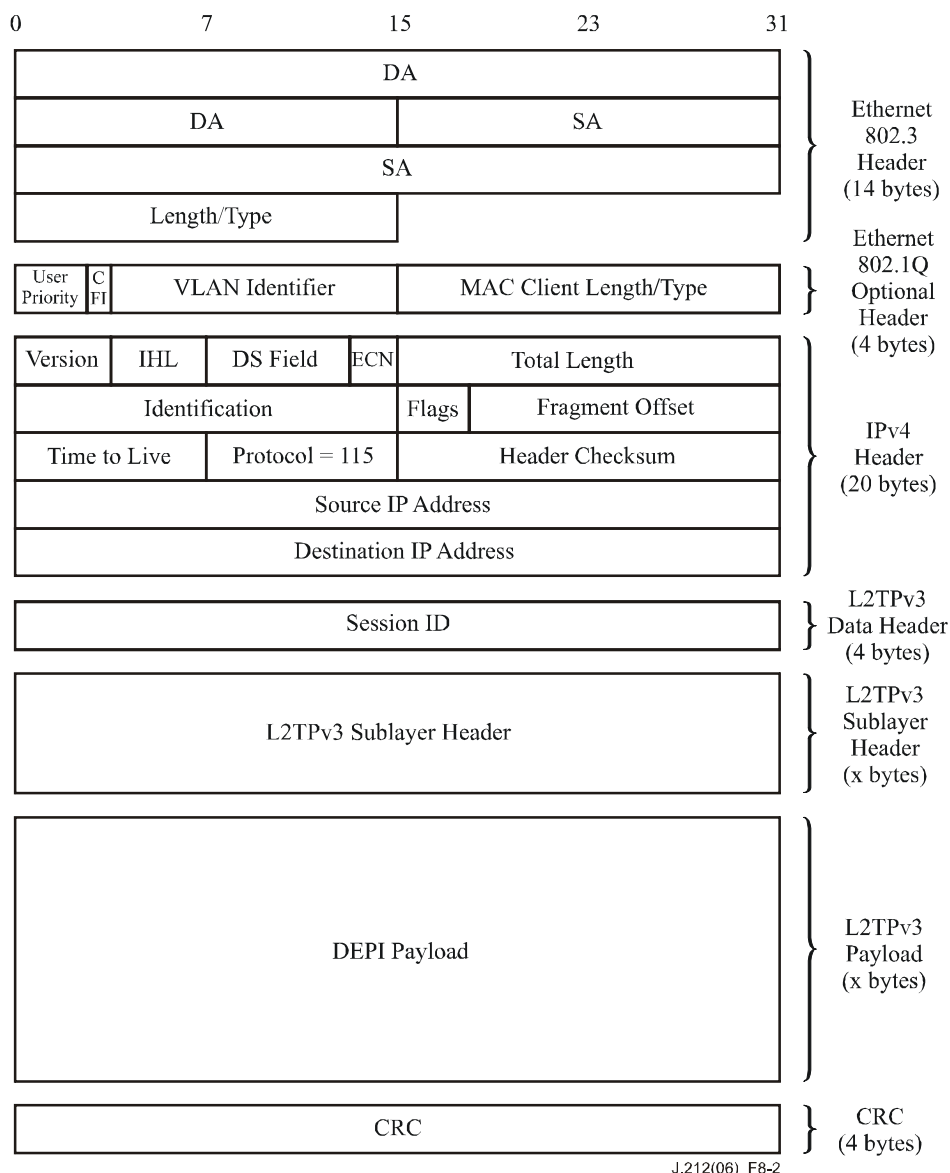 0 7 15 23 31
DA
DA SA
SA
Length/Type
Ethernet
802.3
Header
(14 bytes)
User
Priority
C
FI
VLAN Identifier
MAC Client Length/Type
Ethernet
802.1Q
Optional
Header
(4 bytes)
Version IHL DS Field ECN Total Length
Identification Flags Fragment Offset
Time to Live Protocol = 115 Header Checksum
Source IP Address
Destination IP Address
IPv4
Header
(20 bytes)
Session ID
L2TPv3
Data Header
(4 bytes)
L2TPv3 Sublayer Header
L2TPv3
Sublayer
Header
(x bytes)
DEPI Payload
L2TPv3
Payload
(x bytes)
CRC
CRC
(4 bytes)
J.212(06)_F8-2